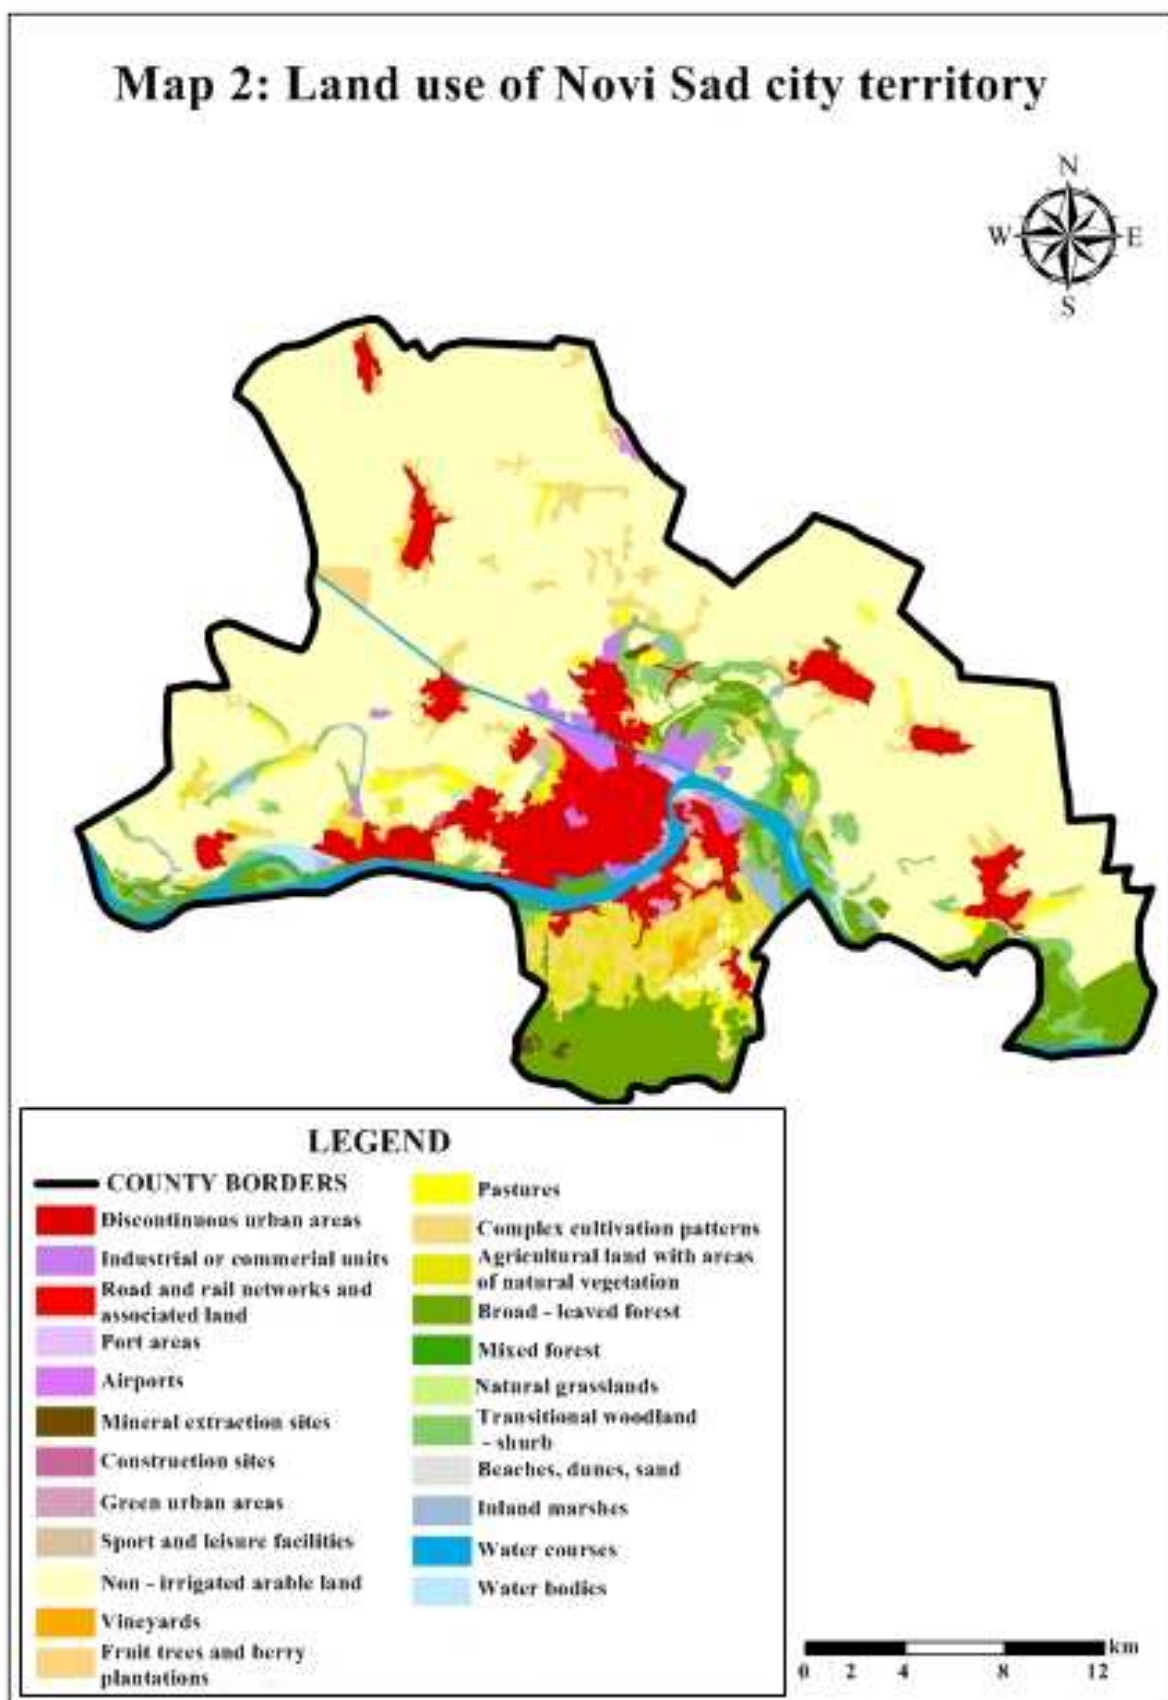 Map 2: Land use of Novi Sad city territory
N
W E
S
LEGEND
COUNTY BORDERS
Discontinuous urban areas
Industrial or commerial units
Road and rail networks and
associated land
Port areas
Airports
Mineral extraction sites
Construction sites
Green urban areas
Sport and leisure facilities
Non - irrigated arable land
Vineyards
Fruit trees and berry
plantations
Pastures
Complex cultivation patterns
Agricultural land with areas
of natural vegetation
Broad - leaved forest
Mixed forest
Natural grasslands
Transitional woodland
- shurb
Beaches, dunes, sand
Inland marshes
Water courses
Water bodies
km
0 2 4 8 12